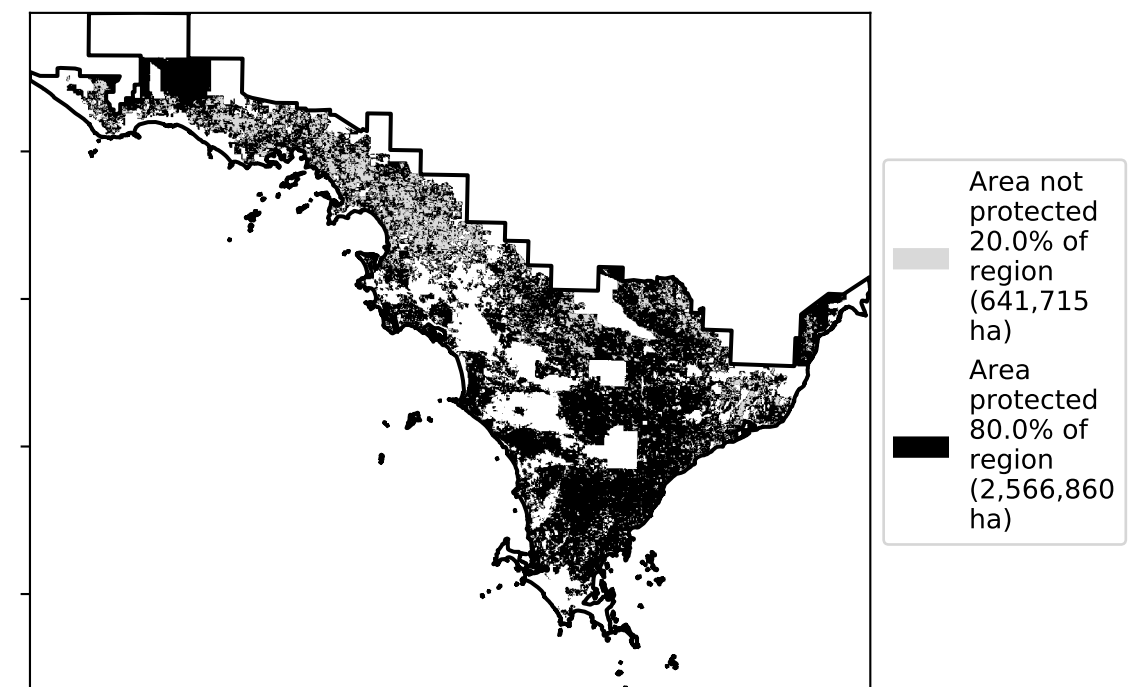 Area not
protected
20.0% of
region
(641,715
ha)
Area
protected
80.0% of
region
(2,566,860
ha)